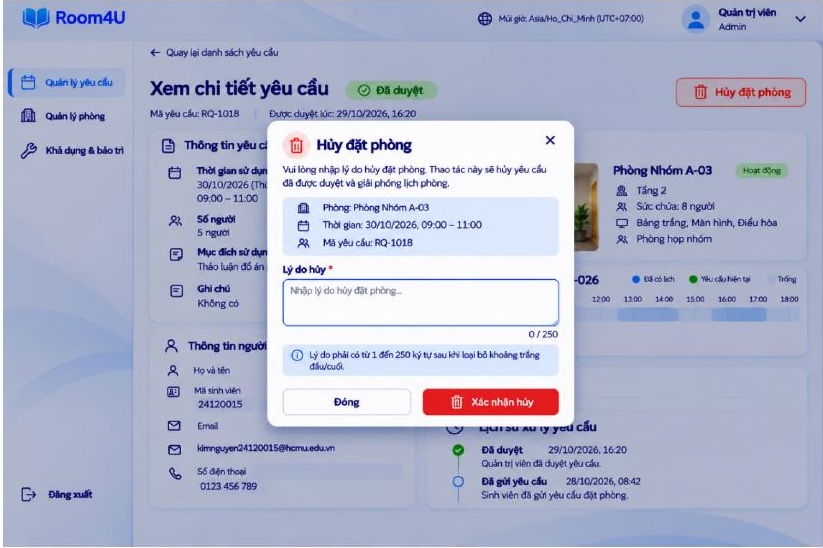 Room4U
Múi giờ: Asia/Ho_Chi_Minh (UTC+07:00)
Quản trị viên
Admin
Quản lý yêu cầu
Quản lý phòng
Khả dụng & bảo trì
Đăng xuất
← Quay lại danh sách yêu cầu
Xem chi tiết yêu cầu
Đã duyệt
Hủy đặt phòng
Mã yêu cầu: RQ-1018
Được duyệt lúc: 29/10/2026, 16:20
Thông tin yêu c
Thời gian sử dụn
30/10/2026 (Thứ
09:00 – 11:00
Số người
5 người
Mục đích sử dụn
Thảo luận đồ án
Ghi chú
Không có
Thông tin người
Họ và tên
Mã sinh viên
24120015
Email
kimnguyen24120015@hcmu.edu.vn
Số điện thoại
0123 456 789
Hủy đặt phòng
Vui lòng nhập lý do hủy đặt phòng. Thao tác này sẽ hủy yêu cầu
đã được duyệt và giải phóng lịch phòng.
Phòng: Phòng Nhóm A-03
Thời gian: 30/10/2026, 09:00 – 11:00
Mã yêu cầu: RQ-1018
Lý do hủy *
Nhập lý do hủy đặt phòng...
0 / 250
Lý do phải có từ 1 đến 250 ký tự sau khi loại bỏ khoảng trắng
đầu/cuối.
Đóng
Xác nhận hủy
Phòng Nhóm A-03
Hoạt động
Tầng 2
Sức chứa: 8 người
Bảng trắng, Màn hình, Điều hòa
Phòng họp nhóm
-026
Đã có lịch
Yêu cầu hiện tại
Trống
12:00 13:00 14:00 15:00 16:00 17:00 18:00
Lịch sử xử lý yêu cầu
Đã duyệt 29/10/2026, 16:20
Quản trị viên đã duyệt yêu cầu.
Đã gửi yêu cầu 28/10/2026, 08:42
Sinh viên đã gửi yêu cầu đặt phòng.